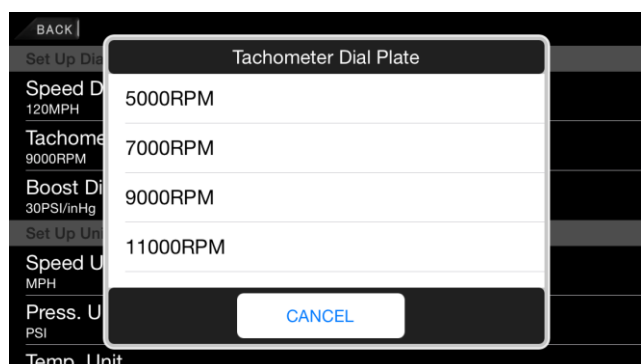 BACK
Set Up Dia
Tachometer Dial Plate
Speed D
120MPH
5000RPM
Tachome
9000RPM
7000RPM
Boost Di
30PSI/inHg
9000RPM
Set Up Uni
11000RPM
Speed U
MPH
Press. U
PSI
CANCEL
Temp. Unit